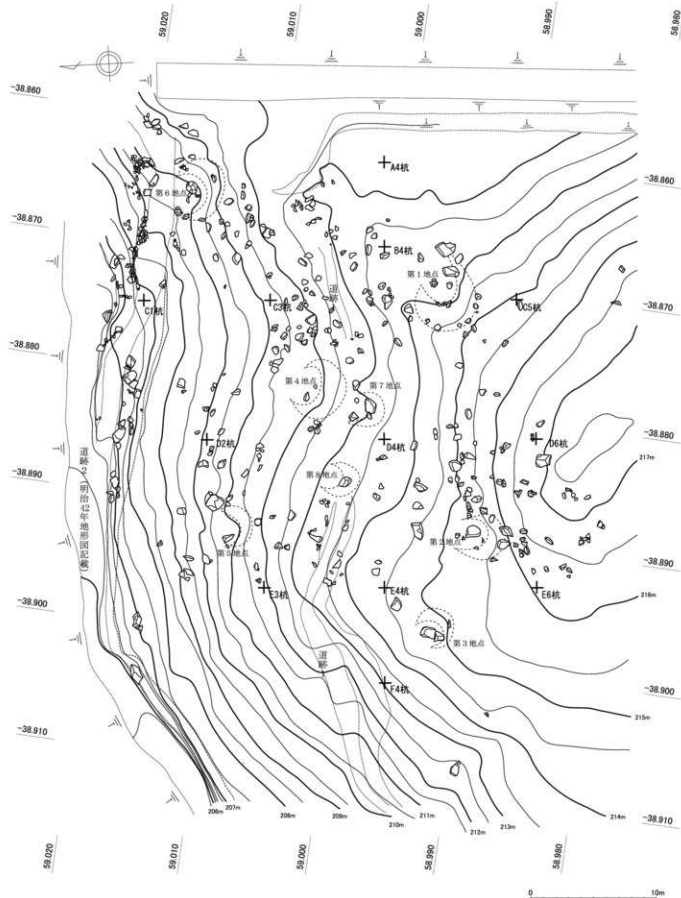 59.020
59.010
59.000
58.990
58.980
-38.860
-38.860
A4杭
第6地点
-38.870
B4杭
第1地点
道跡
C1杭
C3杭
C5杭
-38.870
-38.880
第4地点
第7地点
D2杭
D4杭
D6杭
-38.880
217m
-38.890
第8地点
道跡2(明治42年地形図記載)
第5地点
第2地点
-38.890
E3杭
E4杭
E6杭
216m
-38.900
第3地点
道跡
F4杭
-38.900
215m
-38.910
206m
207m
208m
209m
210m
211m
212m
213m
214m
-38.910
59.020
59.010
59.000
58.990
58.980
0
10m